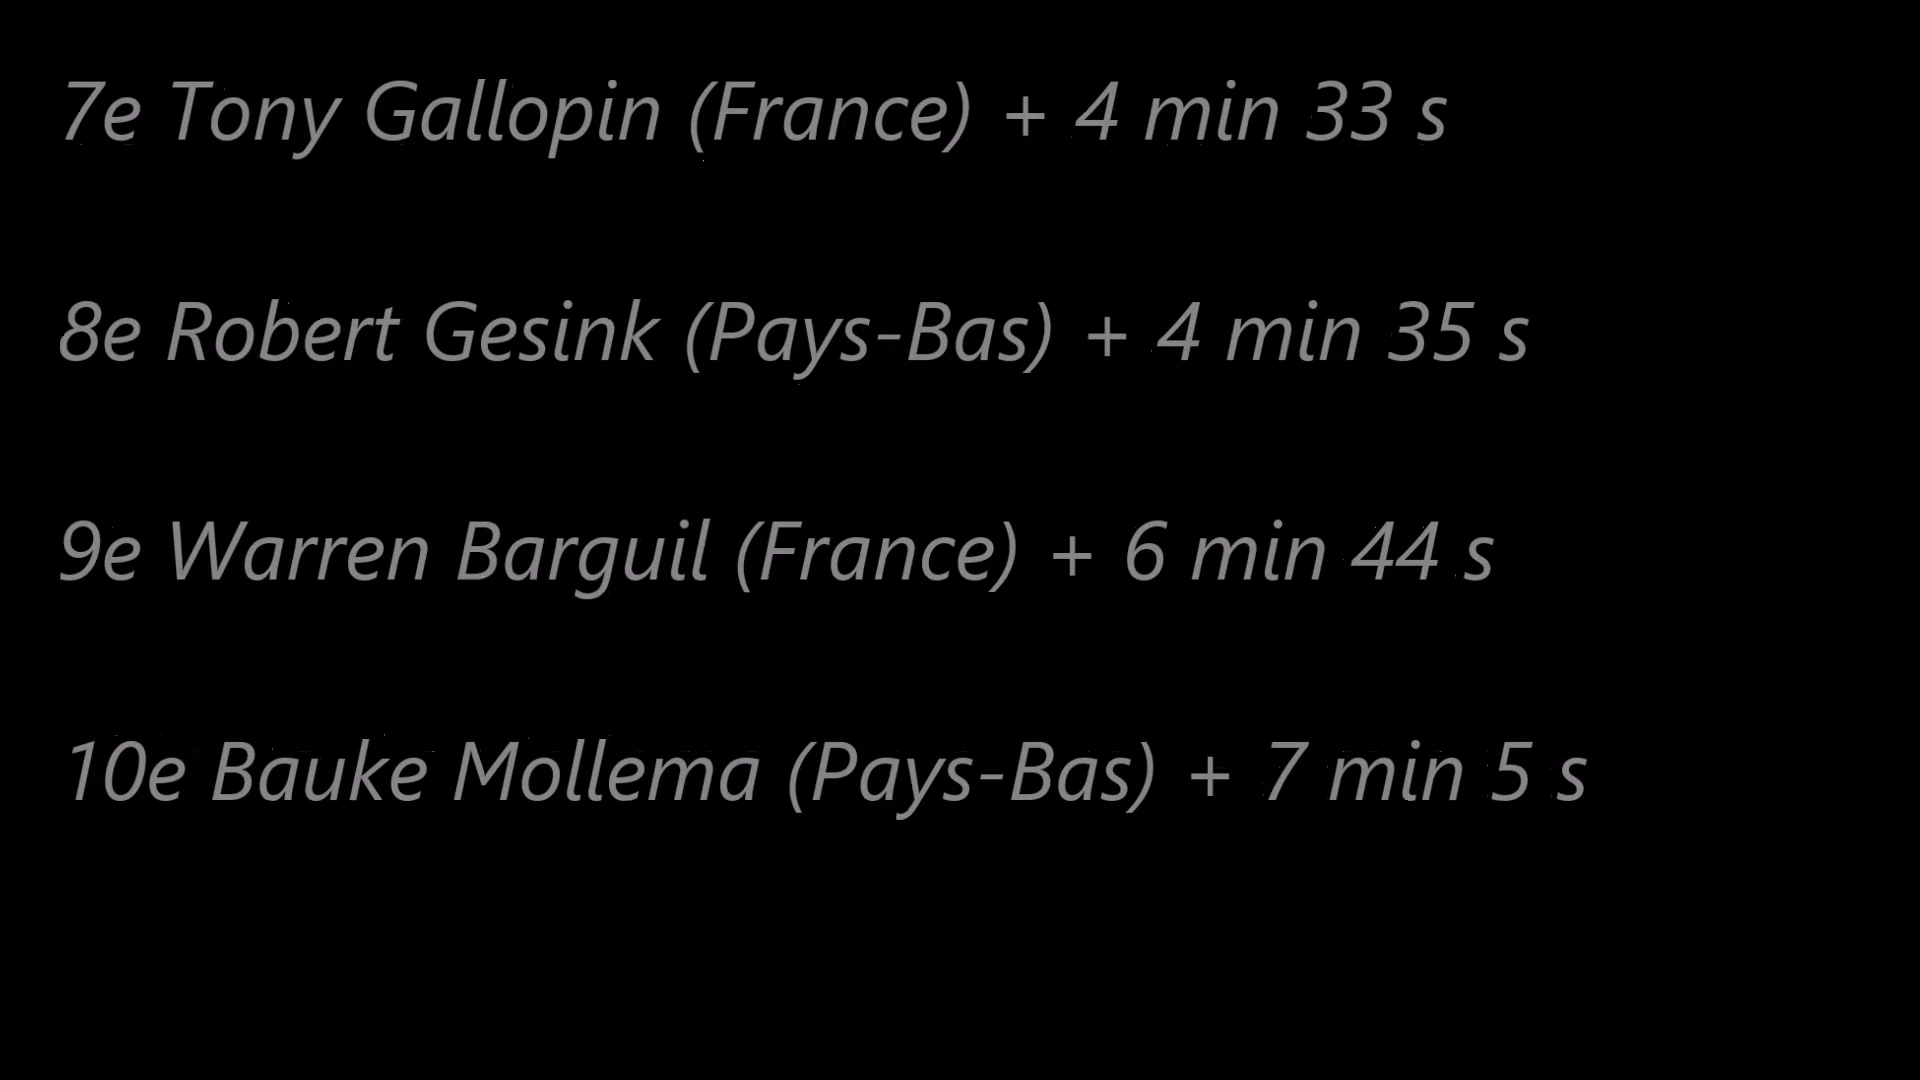 7e Tony Gallopin (France) + 4 min 33 s
8e Robert Gesink (Pays-Bas) + 4 min 35 s
9e Warren Barguil (France) + 6 min 44 s
10e Bauke Mollema (Pays-Bas) + 7 min 5 s